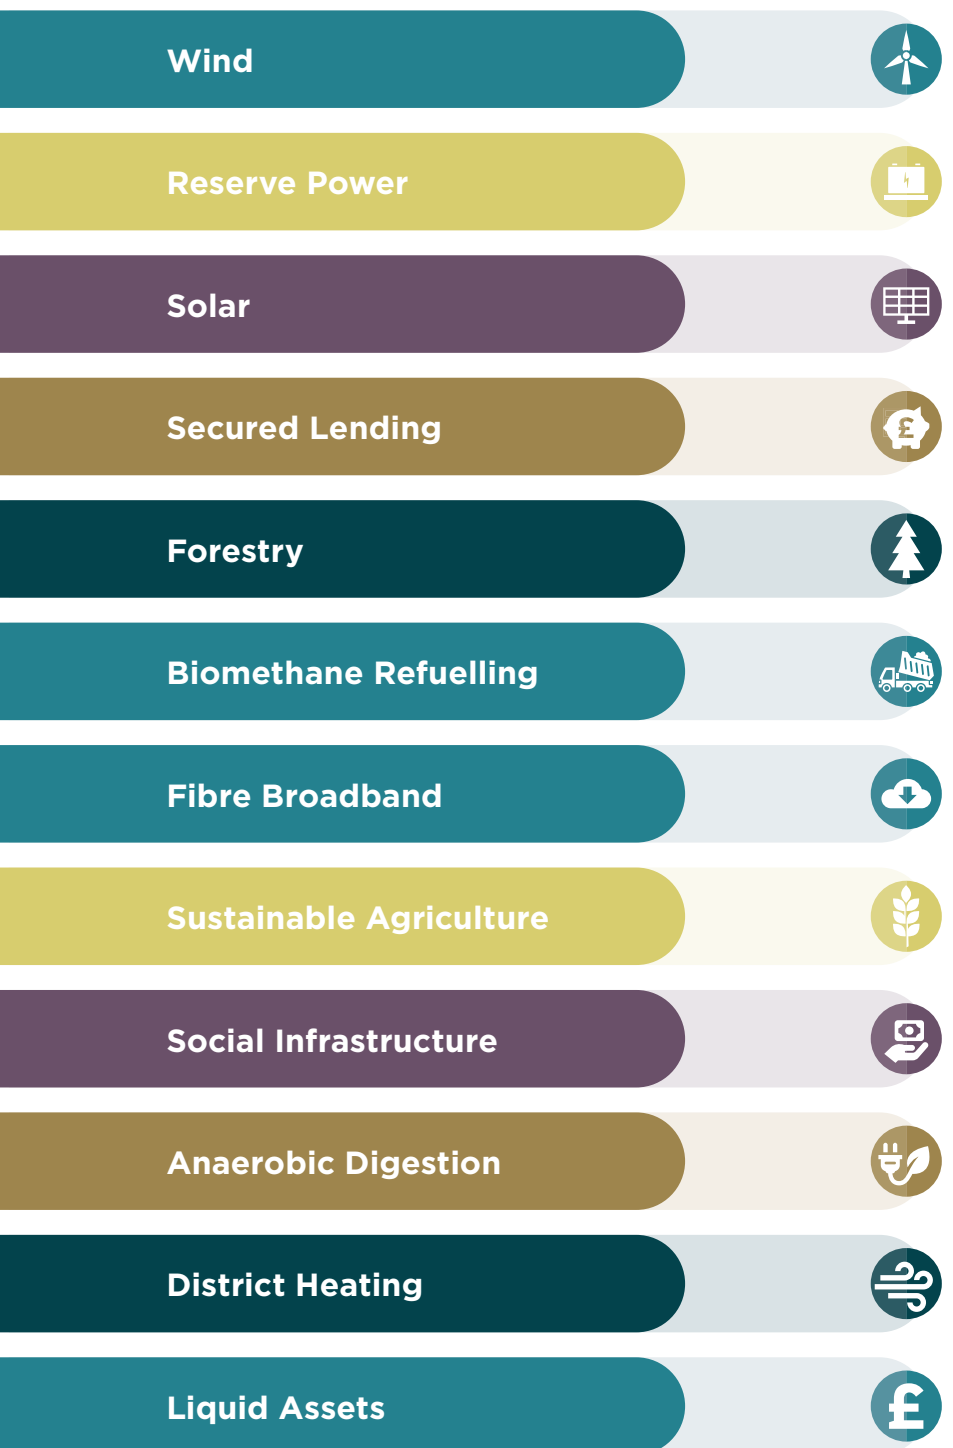 Wind
Reserve Power
Solar
Secured Lending
£
Forestry
Biomethane Refuelling
Fibre Broadband
Sustainable Agriculture
Social Infrastructure
Anaerobic Digestion
District Heating
Liquid Assets
£